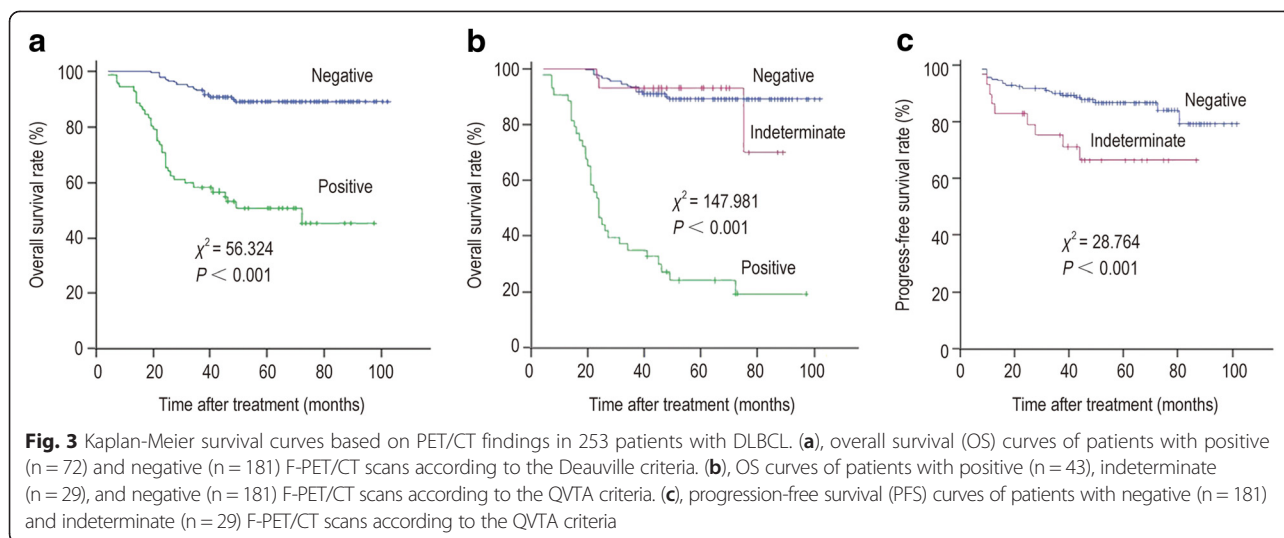 a
Overall survival rate (%)
100
80
60
40
20
0
Negative
Positive
χ² = 56.324
P < 0.001
0 20 40 60 80 100
Time after treatment (months)
b
Overall survival rate (%)
100
80
60
40
20
0
Negative
Indeterminate
χ² = 147.981
P < 0.001
Positive
0 20 40 60 80 100
Time after treatment (months)
c
Progress-free survival rate (%)
100
80
60
40
20
0
Negative
Indeterminate
χ² = 28.764
P < 0.001
0 20 40 60 80 100
Time after treatment (months)
Fig. 3 Kaplan-Meier survival curves based on PET/CT findings in 253 patients with DLBCL. (a), overall survival (OS) curves of patients with positive
(n = 72) and negative (n = 181) F-PET/CT scans according to the Deauville criteria. (b), OS curves of patients with positive (n = 43), indeterminate
(n = 29), and negative (n = 181) F-PET/CT scans according to the QVTA criteria. (c), progression-free survival (PFS) curves of patients with negative (n = 181)
and indeterminate (n = 29) F-PET/CT scans according to the QVTA criteria